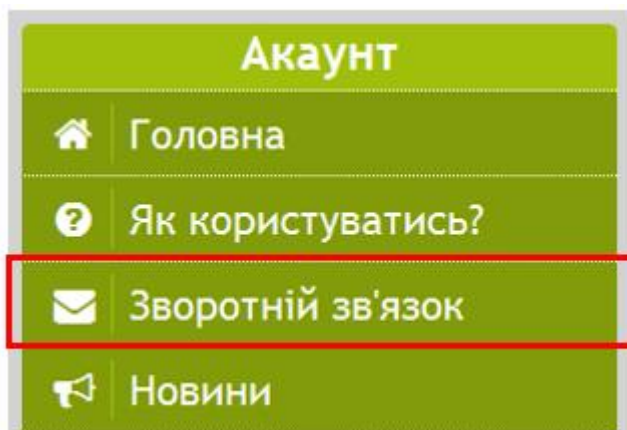 Акаунт
Головна
Як користуватись?
Зворотній зв'язок
Новини